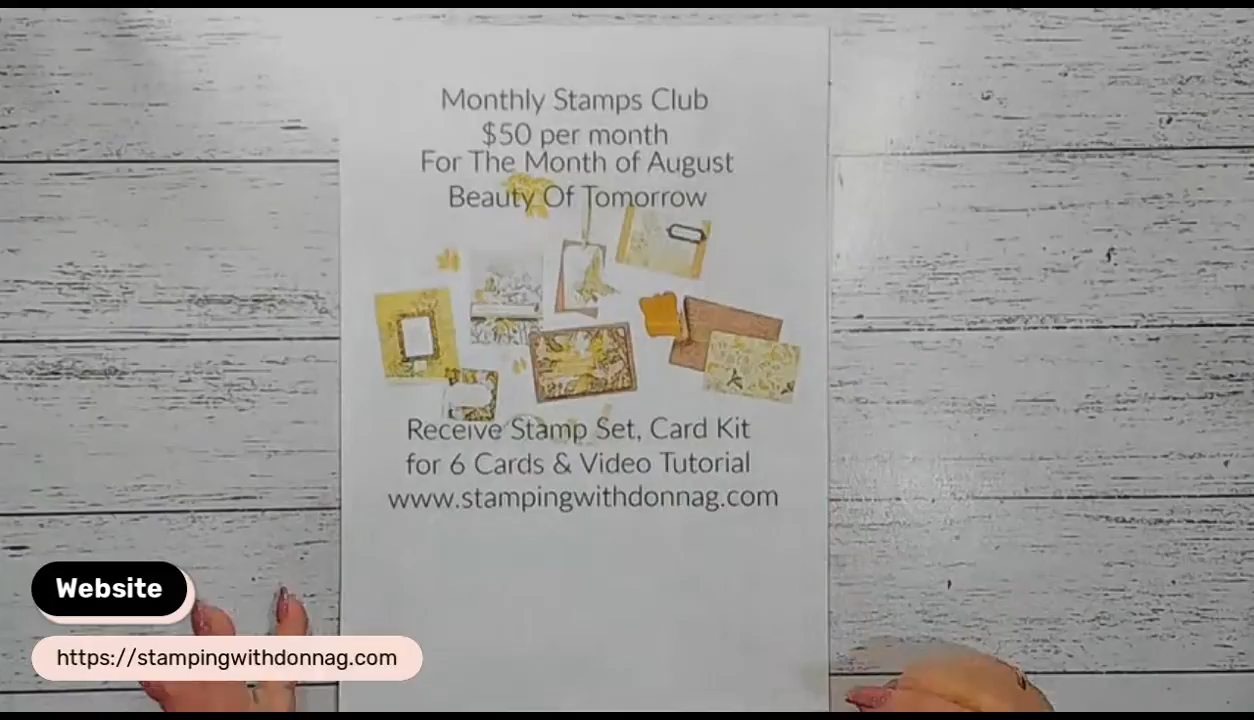 Monthly Stamps Club
$50 per month
For The Month of August
Beauty Of Tomorrow
Receive Stamp Set, Card Kit
for 6 Cards & Video Tutorial
www.stampingwithdonnag.com
Website
https://stampingwithdonnag.com